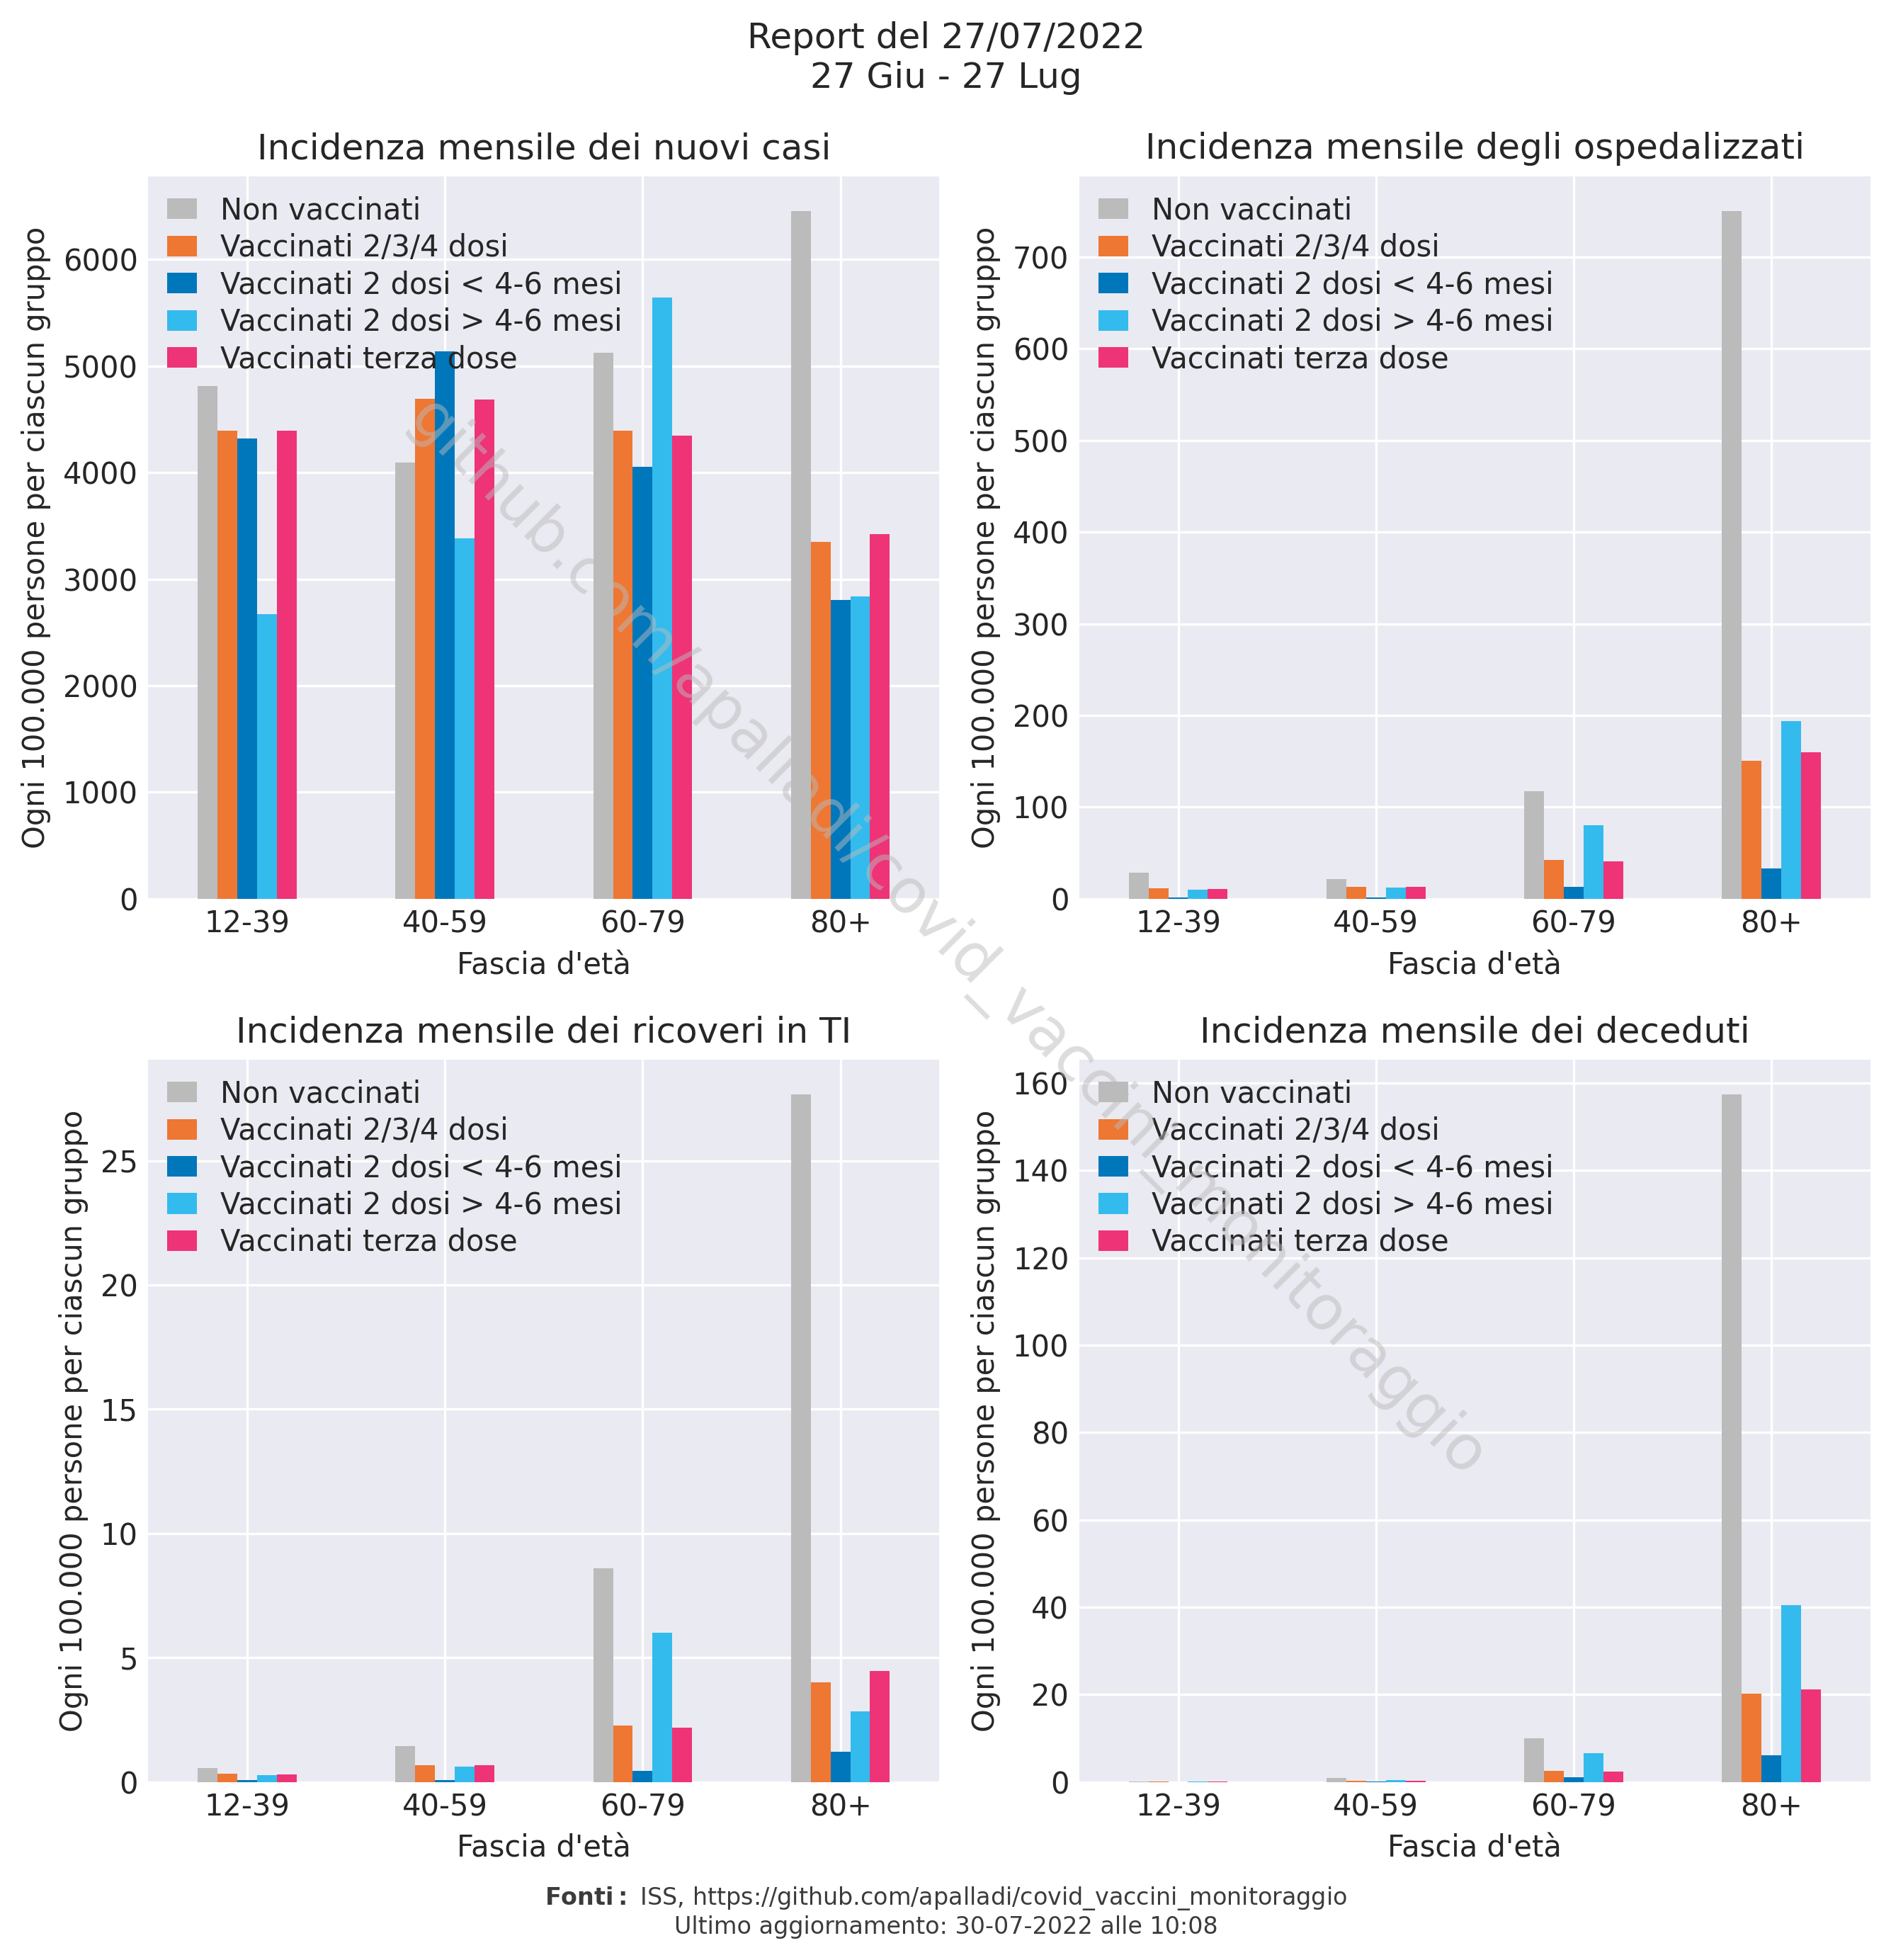 Report del 27/07/2022
27 Giu - 27 Lug
Incidenza mensile dei nuovi casi
Ogni 100.000 persone per ciascun gruppo
6000
5000
4000
3000
2000
1000
0
Non vaccinati
Vaccinati 2/3/4 dosi
Vaccinati 2 dosi < 4-6 mesi
Vaccinati 2 dosi > 4-6 mesi
Vaccinati terza dose
12-39 40-59 60-79 80+
Fascia d'età
Incidenza mensile degli ospedalizzati
Ogni 100.000 persone per ciascun gruppo
700
600
500
400
300
200
100
0
Non vaccinati
Vaccinati 2/3/4 dosi
Vaccinati 2 dosi < 4-6 mesi
Vaccinati 2 dosi > 4-6 mesi
Vaccinati terza dose
12-39 40-59 60-79 80+
Fascia d'età
Incidenza mensile dei ricoveri in TI
Ogni 100.000 persone per ciascun gruppo
25
20
15
10
5
0
Non vaccinati
Vaccinati 2/3/4 dosi
Vaccinati 2 dosi < 4-6 mesi
Vaccinati 2 dosi > 4-6 mesi
Vaccinati terza dose
12-39 40-59 60-79 80+
Fascia d'età
Incidenza mensile dei deceduti
Ogni 100.000 persone per ciascun gruppo
160
140
120
100
80
60
40
20
0
Non vaccinati
Vaccinati 2/3/4 dosi
Vaccinati 2 dosi < 4-6 mesi
Vaccinati 2 dosi > 4-6 mesi
Vaccinati terza dose
12-39 40-59 60-79 80+
Fascia d'età
github.com/apalladi/covid_vaccini_monitoraggio
Fonti: ISS, https://github.com/apalladi/covid_vaccini_monitoraggio
Ultimo aggiornamento: 30-07-2022 alle 10:08